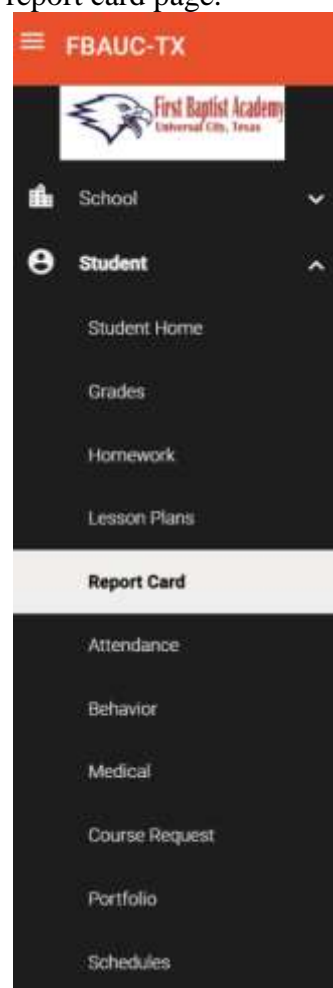 report card page.
FBAUC-TX
First Baptist Academy
Universal City, Texas
School
Student
Student Home
Grades
Homework
Lesson Plans
Report Card
Attendance
Behavior
Medical
Course Request
Portfolio
Schedules